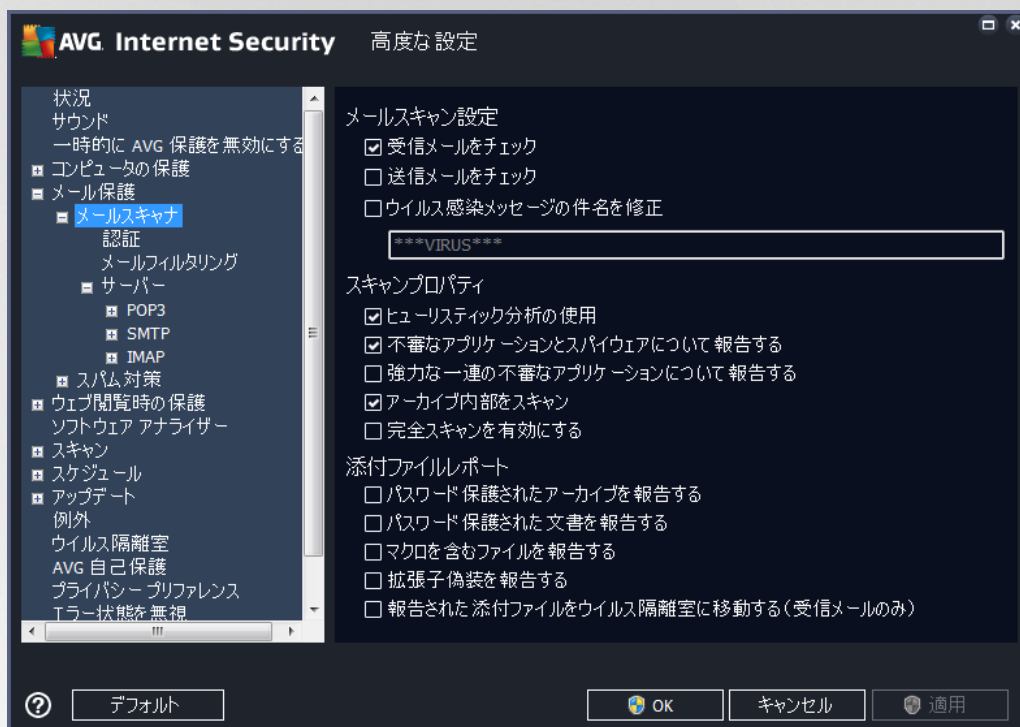 AVG. Internet Security 高度な設定
状況
サウンド
一時的に AVG 保護を無効にする
コンピュータの保護
メール保護
メールスキャナ
認証
メールフィルタリング
サーバー
POP3
SMTP
IMAP
スパム対策
ウェブ閲覧時の保護
ソフトウェア アナライザー
スキャン
スケジュール
アップデート
例外
ウイルス隔離室
AVG 自己保護
プライバシー プリファレンス
エラー状態を無視
メールスキャン設定
受信メールをチェック
送信メールをチェック
ウイルス感染メッセージの件名を修正
***VIRUS***
スキャンプロパティ
ヒューリスティック分析の使用
不審なアプリケーションとスパイウェアについて報告する
強力な一連の不審なアプリケーションについて報告する
アーカイブ内部をスキャン
完全スキャンを有効にする
添付ファイルレポート
パスワード保護されたアーカイブを報告する
パスワード保護された文書を報告する
マクロを含むファイルを報告する
拡張子偽装を報告する
報告された添付ファイルをウイルス隔離室に移動する(受信メールのみ)
デフォルト
OK
キャンセル
適用